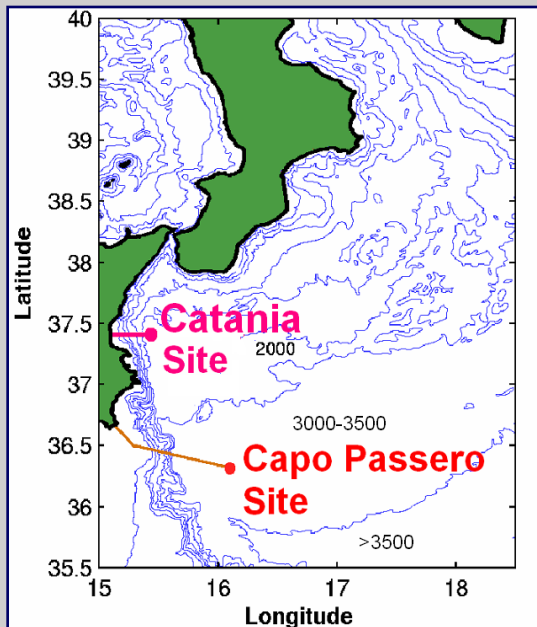 40
39.5
39
38.5
38
37.5
37
36.5
36
35.5
Latitude
Catania
Site
2000
3000-3500
Capo Passero
Site
>3500
15
16
17
18
Longitude